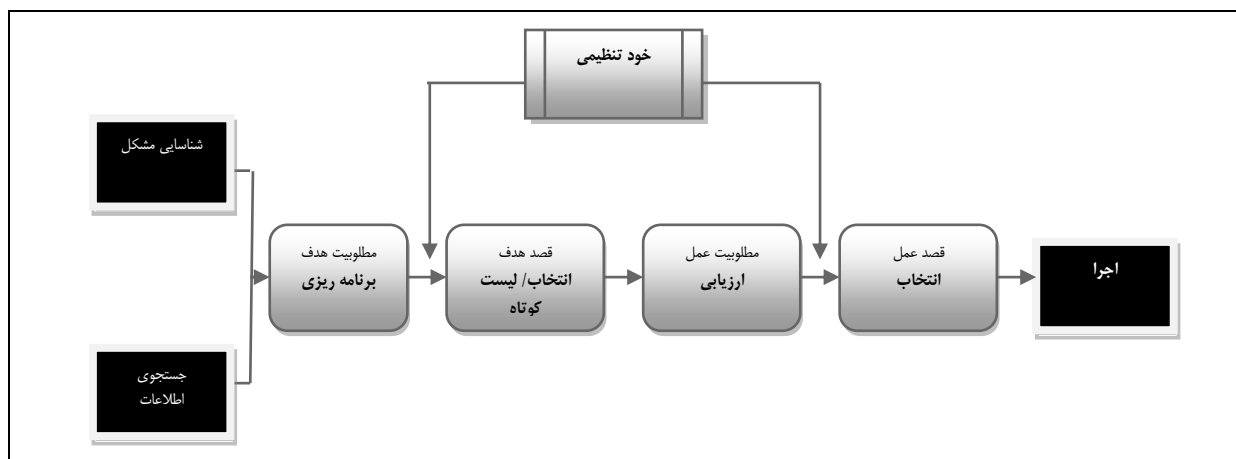 خود تنظیمی
شناسایی مشکل
مطلوبیت هدف
برنامه ریزی
قصد هدف
انتخاب/ لیست
کوتاه
مطلوبیت عمل
ارزیابی
قصد عمل
انتخاب
اجرا
جستجوی
اطلاعات